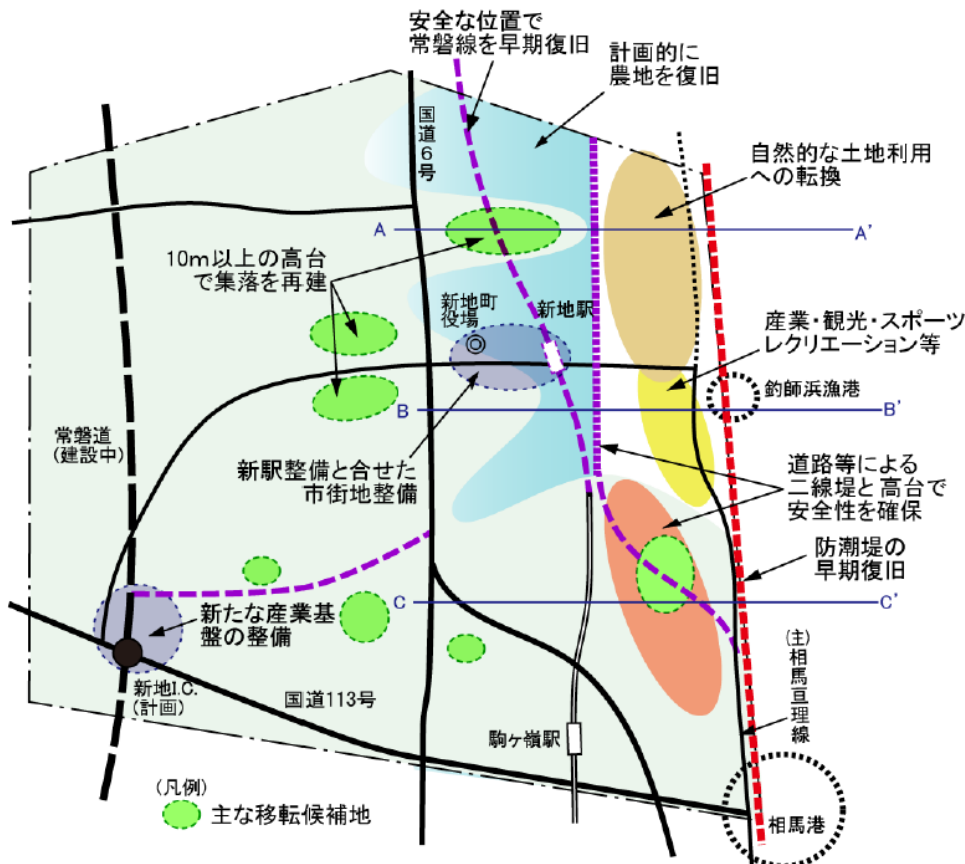 安全な位置で
常磐線を早期復旧
計画的に
農地を復旧
国道6号
自然的な土地利用
への転換
A
A'
10m以上の高台
で集落を再建
新地町
役場
新地駅
産業・観光・スポーツ
レクリエーション等
釣師浜漁港
B
B'
常磐道
(建設中)
新駅整備と合せた
市街地整備
道路等による
二線堤と高台で
安全性を確保
防潮堤の
早期復旧
C
C'
新たな産業基
盤の整備
新地I.C.
(計画)
国道113号
(主)相馬亘理線
駒ヶ嶺駅
(凡例)
主な移転候補地
相馬港